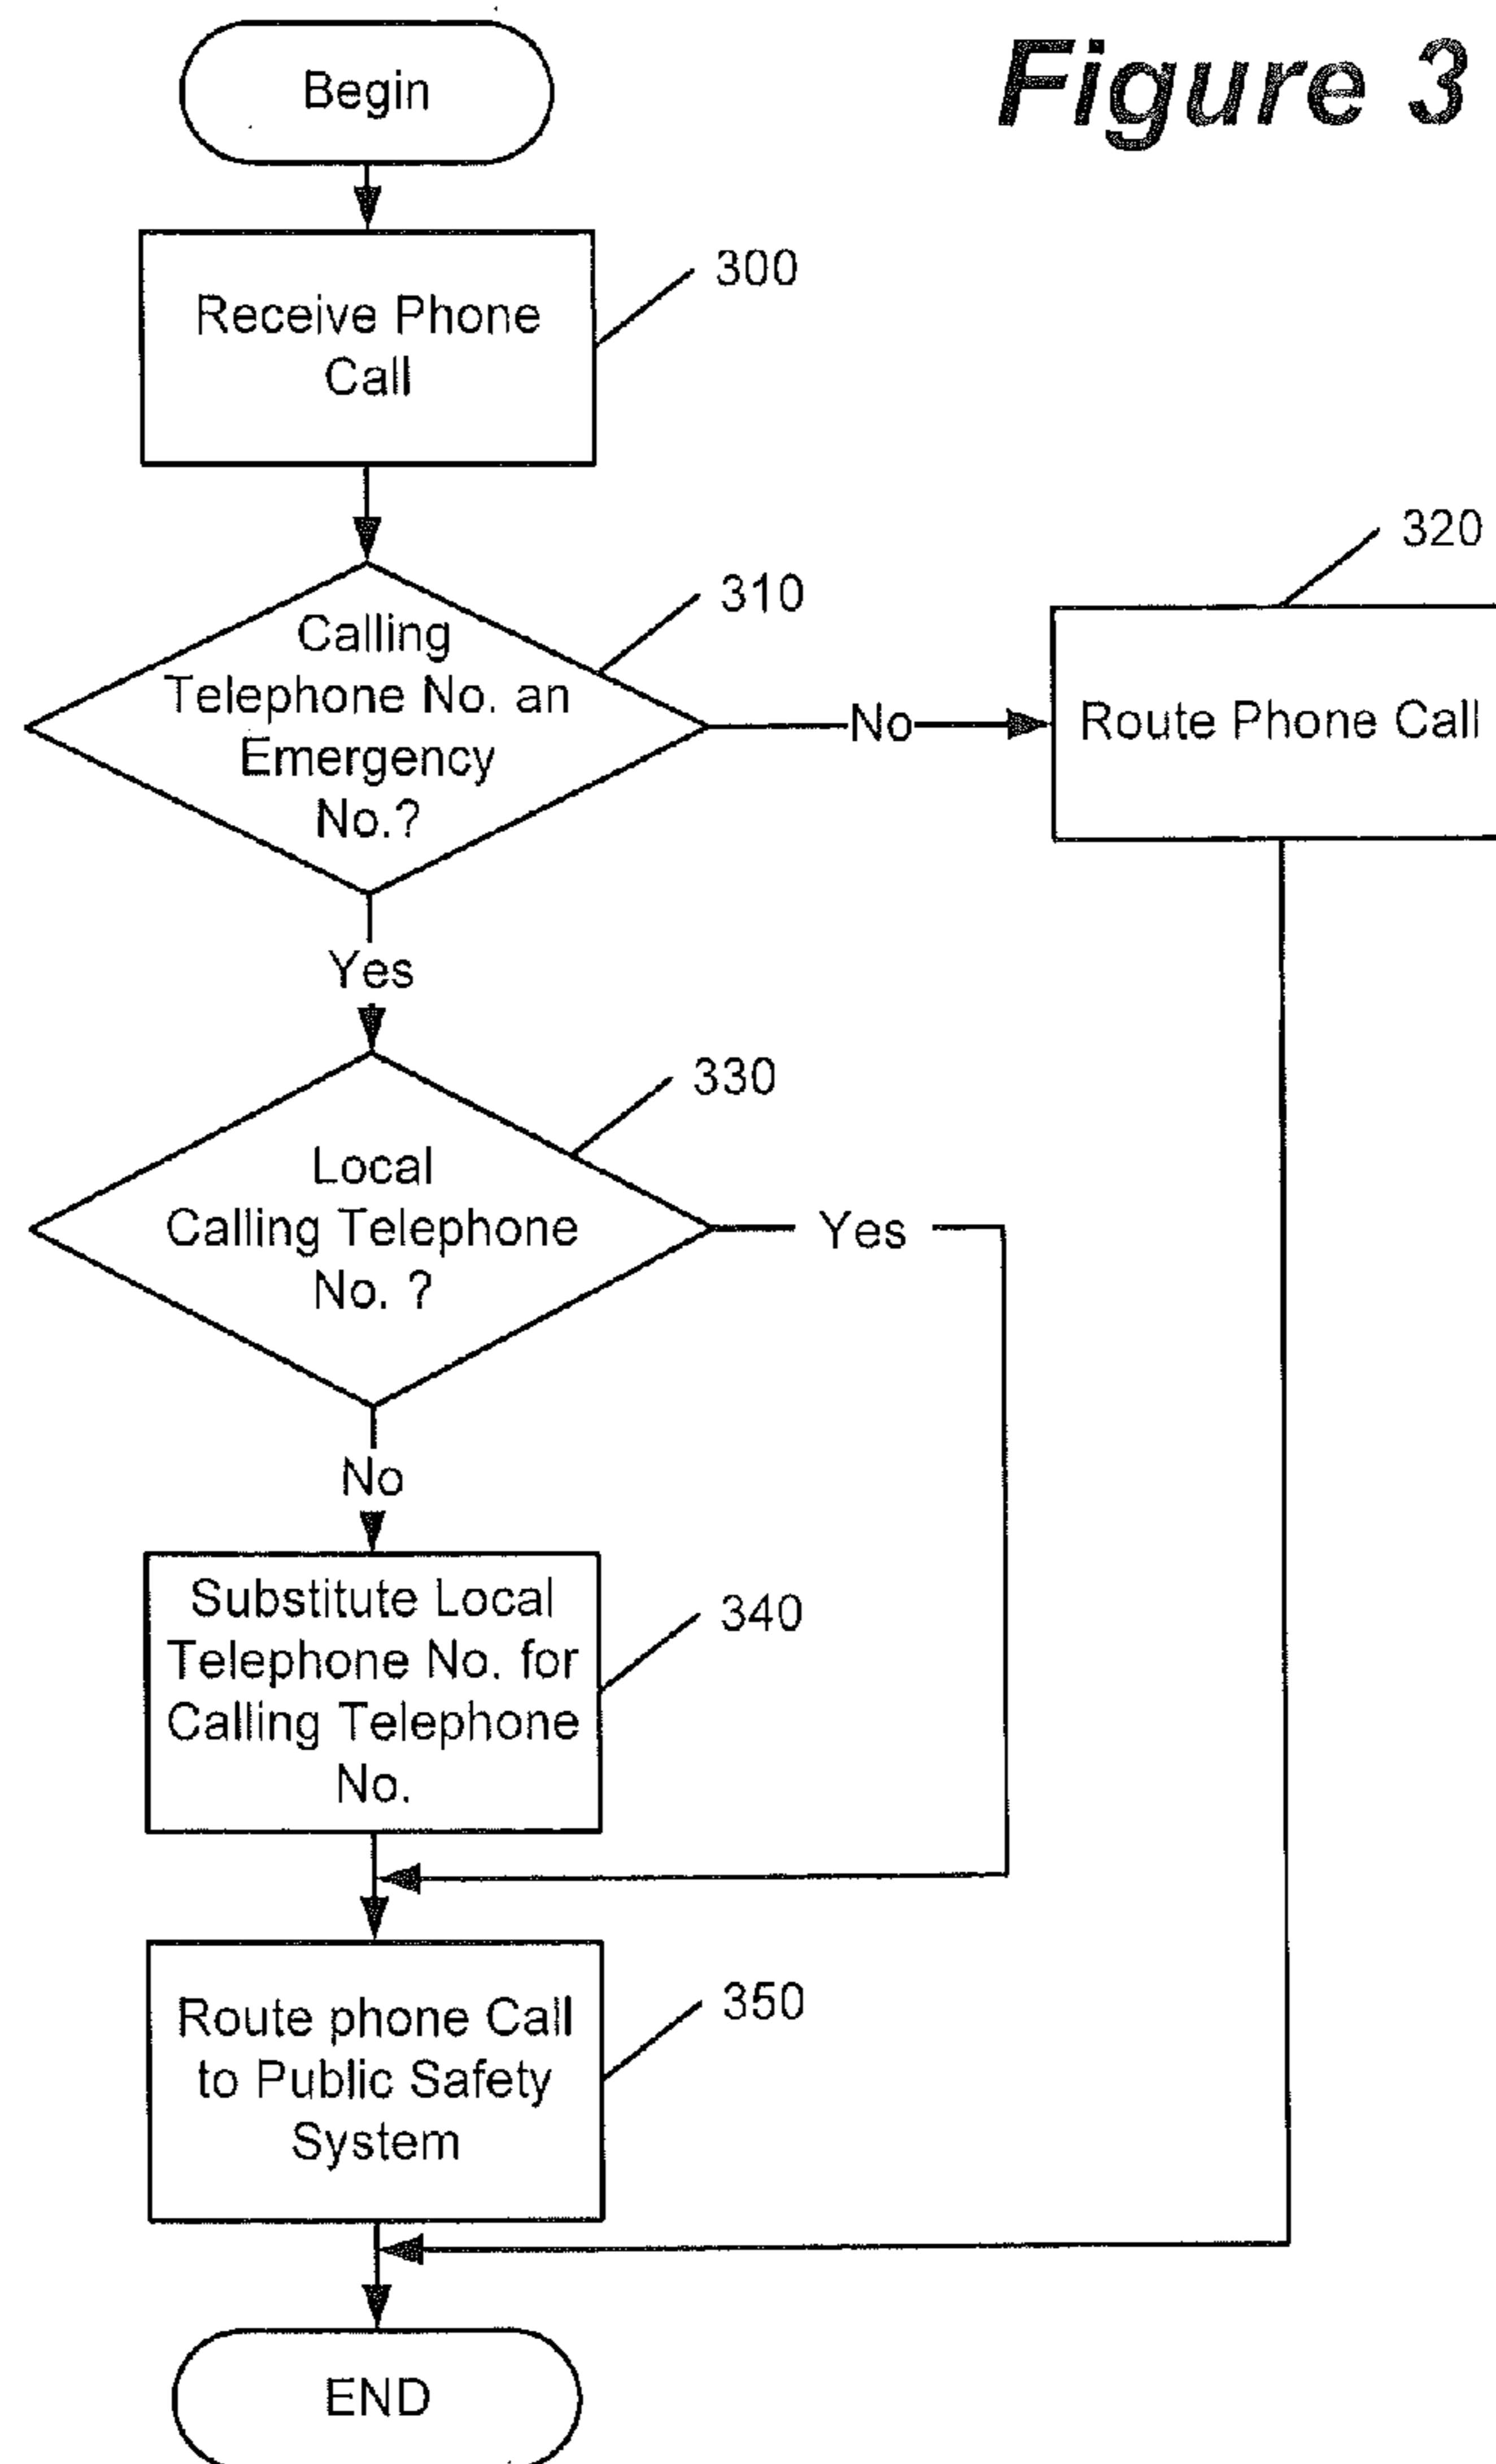 Figure 3
Begin
300
Receive Phone
Call
310
Calling
Telephone No. an
Emergency
No.?
No
320
Route Phone Call
Yes
330
Local
Calling Telephone
No. ?
Yes
No
340
Substitute Local
Telephone No. for
Calling Telephone
No.
350
Route phone Call
to Public Safety
System
END